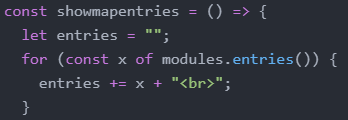 const showmapentries = () => {
  let entries = "";
  for (const x of modules.entries()) {
    entries += x + "<br>";
  }